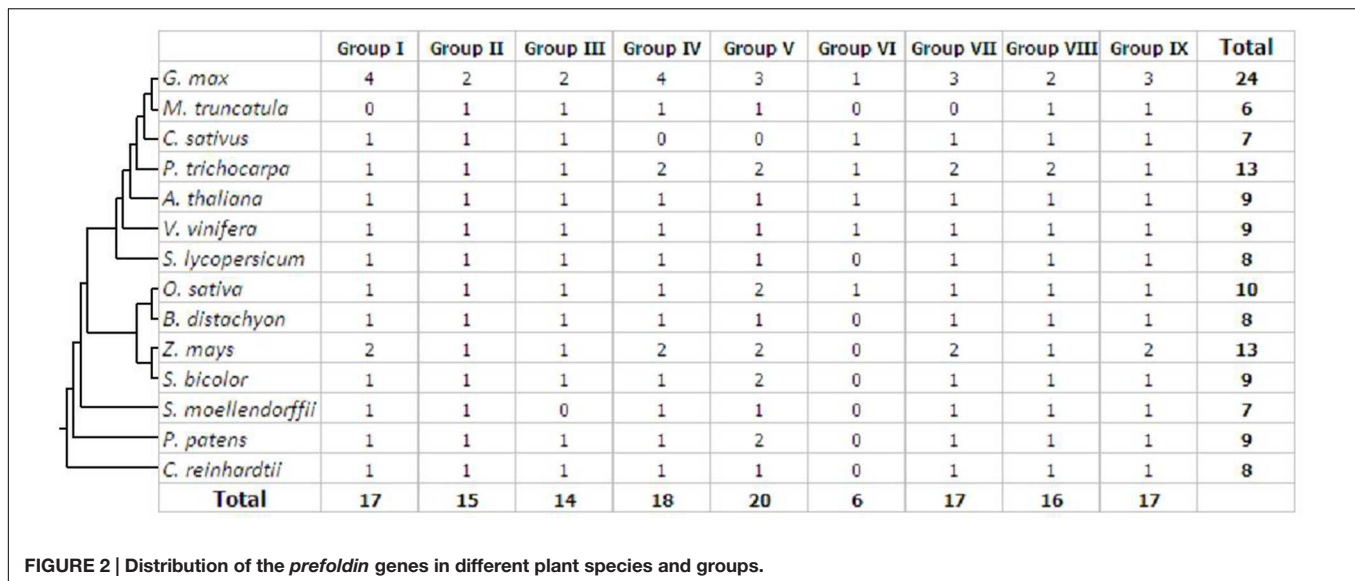 Group I Group II Group III Group IV Group V Group VI Group VII Group VIII Group IX Total
G. max 4 2 2 4 3 1 3 2 3 24
M. truncatula 0 1 1 1 1 0 0 1 1 6
C. sativus 1 1 1 0 0 1 1 1 1 7
P. trichocarpa 1 1 1 2 2 1 2 2 1 13
A. thaliana 1 1 1 1 1 1 1 1 1 9
V. vinifera 1 1 1 1 1 1 1 1 1 9
S. lycopersicum 1 1 1 1 1 0 1 1 1 8
O. sativa 1 1 1 1 2 1 1 1 1 10
B. distachyon 1 1 1 1 1 0 1 1 1 8
Z. mays 2 1 1 2 2 0 2 1 2 13
S. bicolor 1 1 1 1 2 0 1 1 1 9
S. moellendorffii 1 1 0 1 1 0 1 1 1 7
P. patens 1 1 1 1 2 0 1 1 1 9
C. reinhardtii 1 1 1 1 1 0 1 1 1 8
Total 17 15 14 18 20 6 17 16 17
FIGURE 2 | Distribution of the prefoldin genes in different plant species and groups.